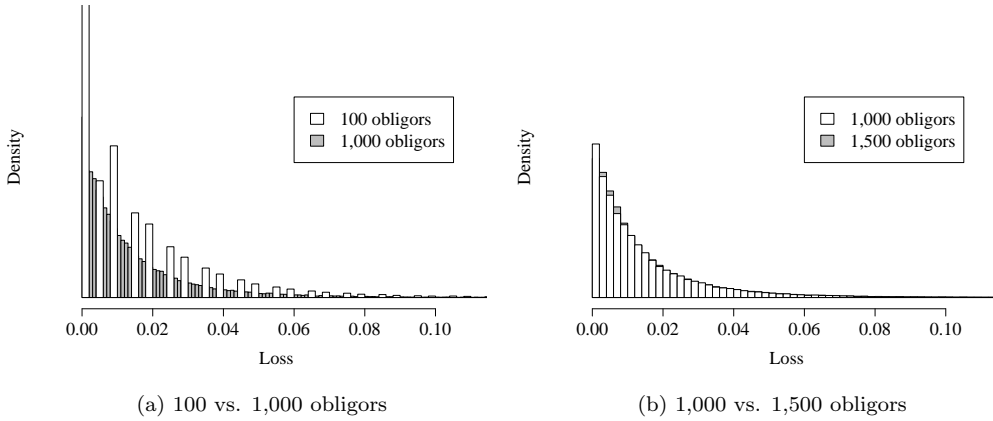 Density
100 obligors
1,000 obligors
0.00 0.02 0.04 0.06 0.08 0.10
Loss
(a) 100 vs. 1,000 obligors
Density
1,000 obligors
1,500 obligors
0.00 0.02 0.04 0.06 0.08 0.10
Loss
(b) 1,000 vs. 1,500 obligors